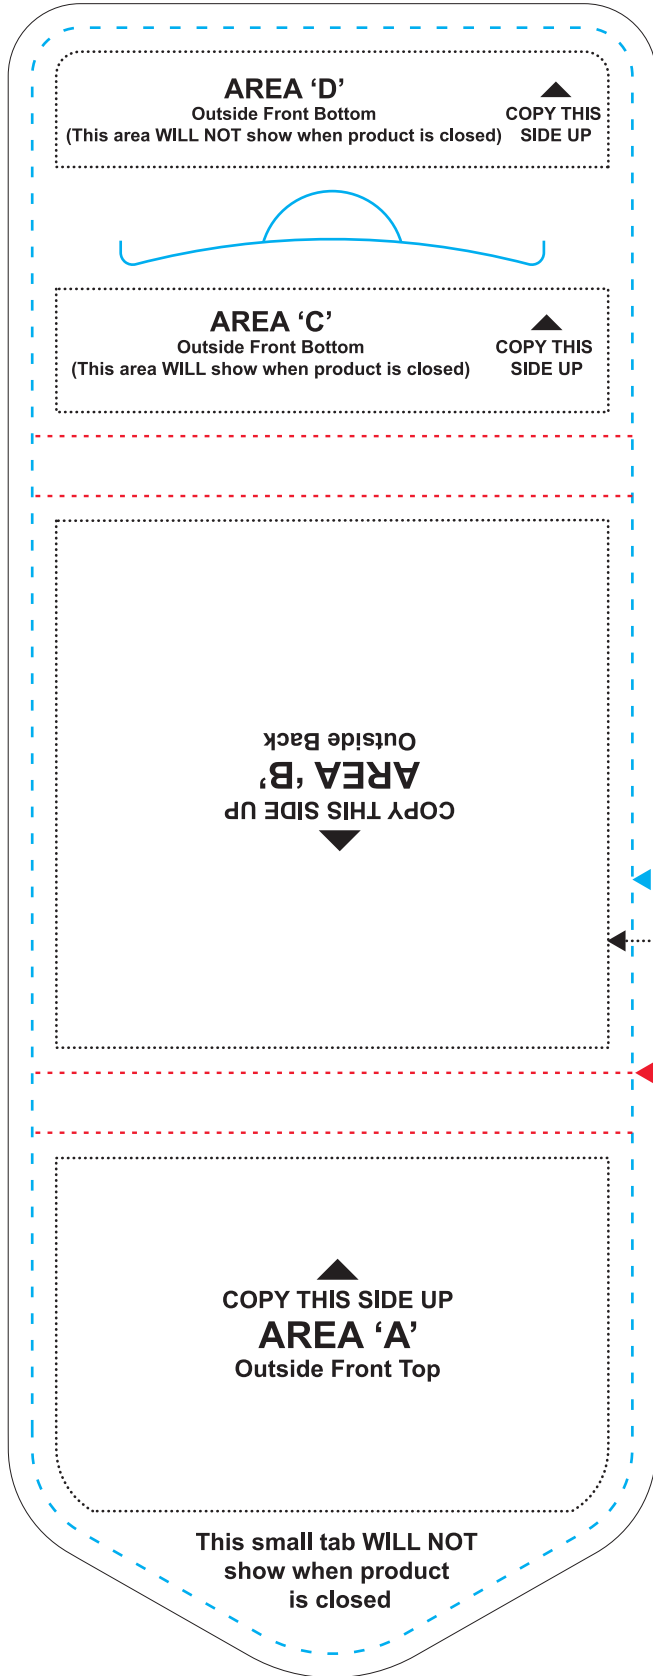 AREA ‘D’
Outside Front Bottom
(This area WILL NOT show when product is closed)
COPY THIS
SIDE UP
AREA ‘C’
Outside Front Bottom
(This area WILL show when product is closed)
COPY THIS
SIDE UP
COPY THIS SIDE UP
AREA ‘B’
Outside Back
COPY THIS SIDE UP
AREA ‘A’
Outside Front Top
This small tab WILL NOT
show when product
is closed